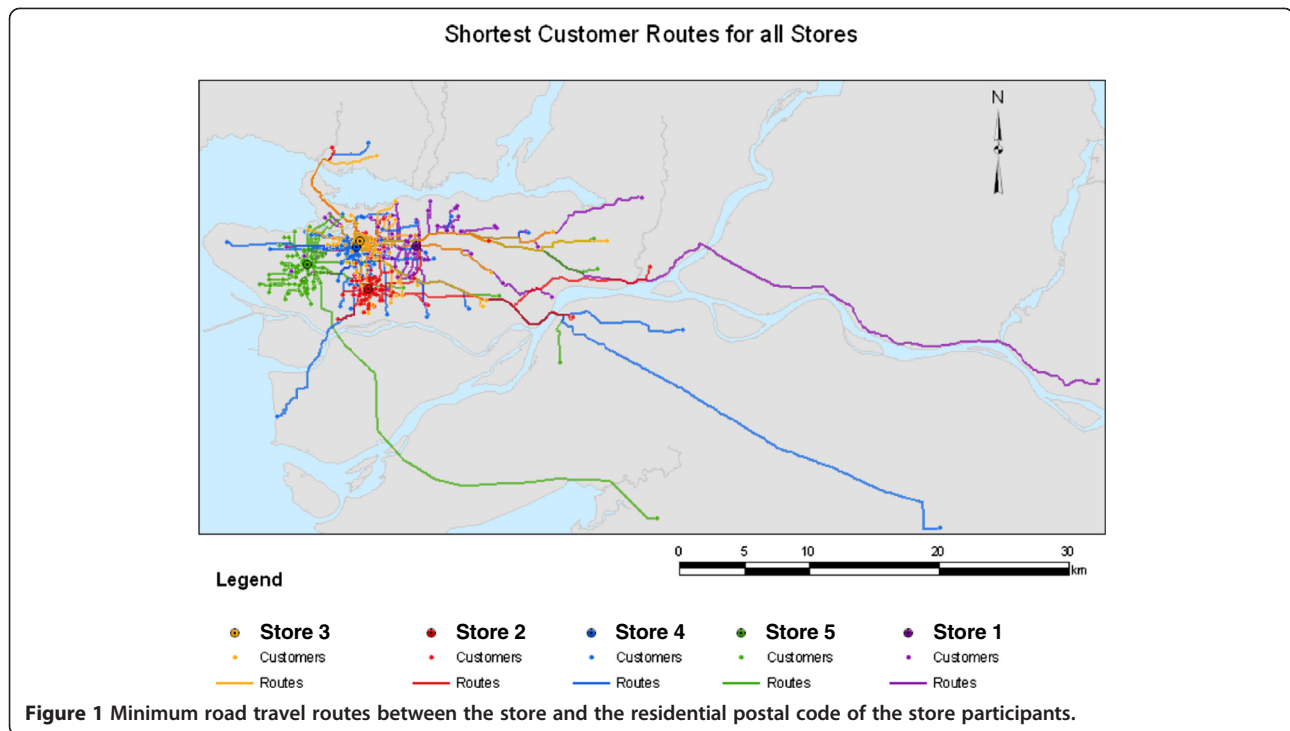 Shortest Customer Routes for all Stores
N
0 5 10 20 30
km
Legend
Store 3 Store 2 Store 4 Store 5 Store 1
Customers Customers Customers Customers Customers
Routes Routes Routes Routes Routes
Figure 1 Minimum road travel routes between the store and the residential postal code of the store participants.